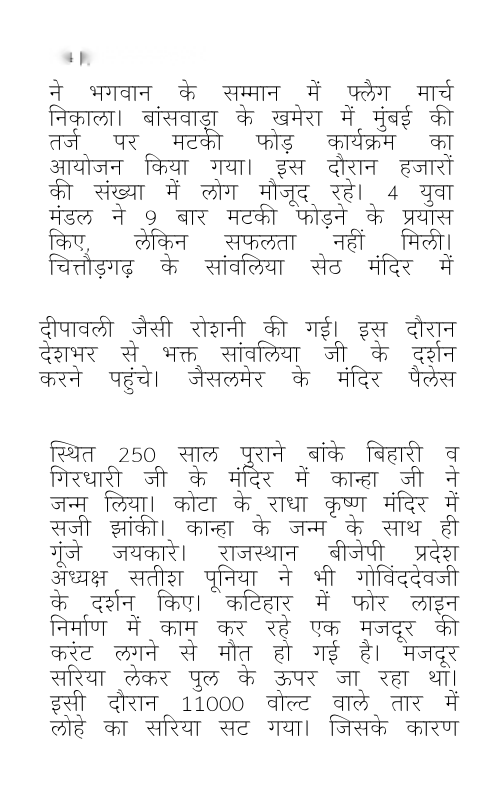 ने भगवान के सम्मान में फ्लैग मार्च
निकाला। बांसवाड़ा के खमेरा में मुंबई की
तर्ज पर मटकी फोड़ कार्यक्रम का
आयोजन किया गया। इस दौरान हजारों
की संख्या में लोग मौजूद रहे। 4 युवा
मंडल ने 9 बार मटकी फोड़ने के प्रयास
किए, लेकिन सफलता नहीं मिली।
चित्तौड़गढ़ के सांवलिया सेठ मंदिर में
दीपावली जैसी रोशनी की गई। इस दौरान
देशभर से भक्त सांवलिया जी के दर्शन
करने पहुंचे। जैसलमेर के मंदिर पैलेस
स्थित 250 साल पुराने बांके बिहारी व
गिरधारी जी के मंदिर में कान्हा जी ने
जन्म लिया। कोटा के राधा कृष्ण मंदिर में
सजी झांकी। कान्हा के जन्म के साथ ही
गूंजे जयकारे। राजस्थान बीजेपी प्रदेश
अध्यक्ष सतीश पूनिया ने भी गोविंददेवजी
के दर्शन किए। कटिहार में फोर लाइन
निर्माण में काम कर रहे एक मजदूर की
करंट लगने से मौत हो गई है। मजदूर
सरिया लेकर पुल के ऊपर जा रहा था।
इसी दौरान 11000 वोल्ट वाले तार में
लोहे का सरिया सट गया। जिसके कारण